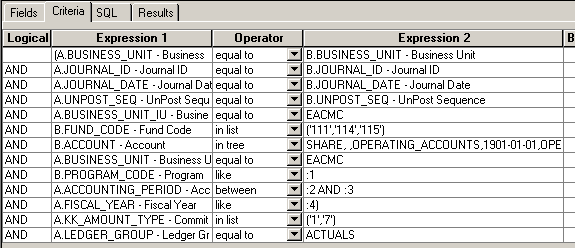 Fields Criteria SQL Results
Logical Expression 1 Operator Expression 2 B
(A.BUSINESS_UNIT - Business equal to B.BUSINESS_UNIT - Business Unit
AND A.JOURNAL_ID - Journal ID equal to B.JOURNAL_ID - Journal ID
AND A.JOURNAL_DATE - Journal Dat equal to B.JOURNAL_DATE - Journal Date
AND A.UNPOST_SEQ - UnPost Sequ equal to B.UNPOST_SEQ - UnPost Sequence
AND A.BUSINESS_UNIT_IU - Busine equal to EACMC
AND B.FUND_CODE - Fund Code in list ('111','114','115')
AND B.ACCOUNT - Account in tree SHARE, ,OPERATING_ACCOUNTS,1901-01-01,OPE
AND A.BUSINESS_UNIT - Business U equal to EACMC
AND B.PROGRAM_CODE - Program like :1
AND A.ACCOUNTING_PERIOD - Acc between :2 AND :3
AND A.FISCAL_YEAR - Fiscal Year like :4)
AND A.KK_AMOUNT_TYPE - Commit in list ('1','7')
AND A.LEDGER_GROUP - Ledger Gr equal to ACTUALS